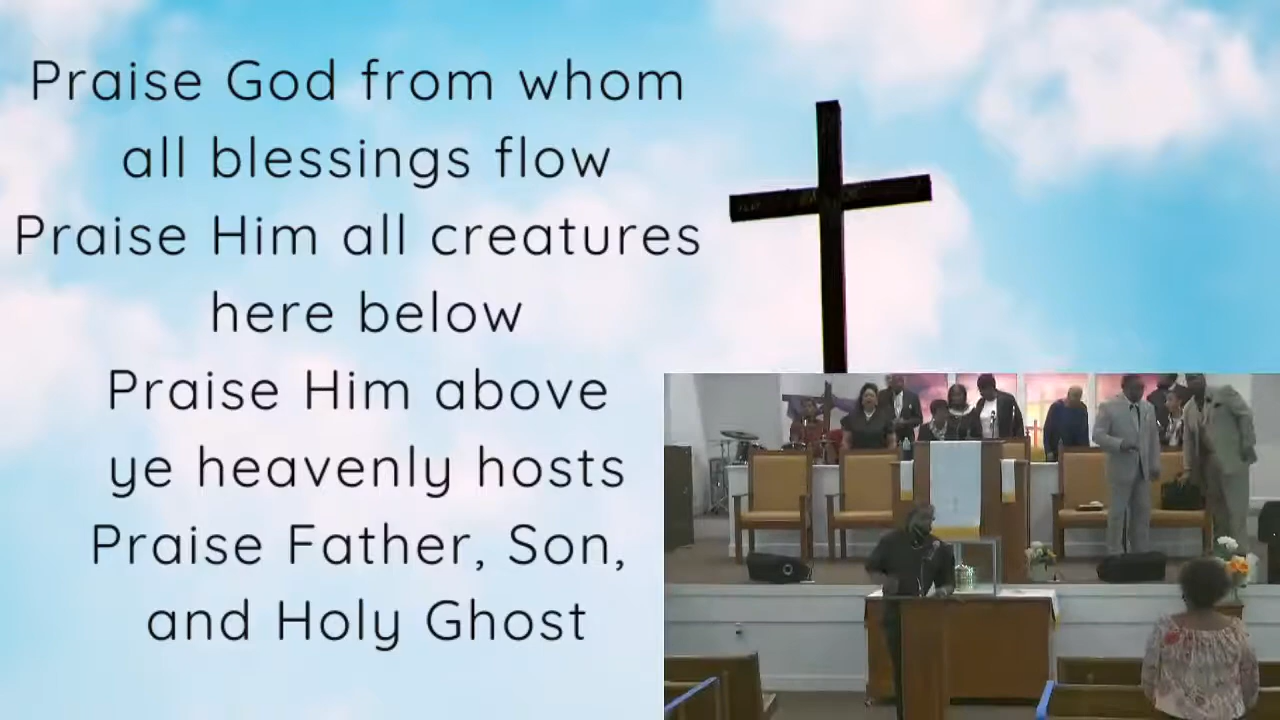 Praise God from whom
all blessings flow
Praise Him all creatures
here below
Praise Him above
ye heavenly hosts
Praise Father, Son,
and Holy Ghost